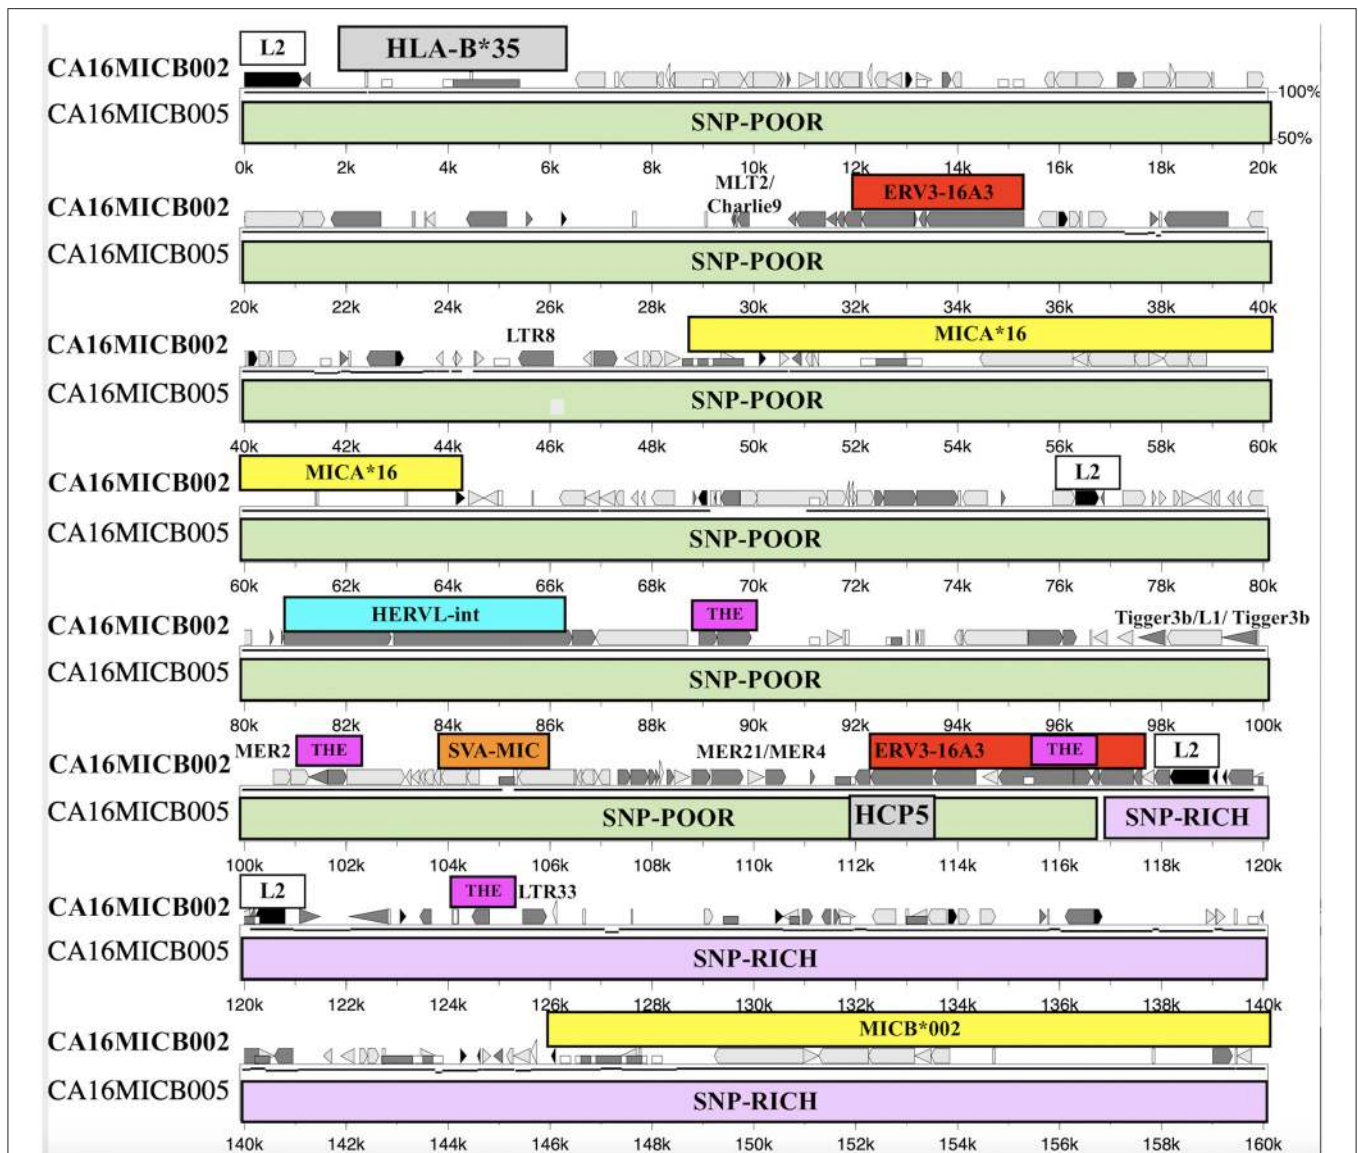 L2 HLA-B*35
CA16MICB002
100%
CA16MICB005 SNP-POOR
50%
0k 2k 4k 6k 8k 10k 12k 14k 16k 18k 20k
MLT2/
Charlie9 ERV3-16A3
CA16MICB002
CA16MICB005 SNP-POOR
20k 22k 24k 26k 28k 30k 32k 34k 36k 38k 40k
LTR8 MICA*16
CA16MICB002
CA16MICB005 SNP-POOR
40k 42k 44k 46k 48k 50k 52k 54k 56k 58k 60k
MICA*16 L2
CA16MICB002
CA16MICB005 SNP-POOR
60k 62k 64k 66k 68k 70k 72k 74k 76k 78k 80k
HERVL-int THE Tigger3b/L1/ Tigger3b
CA16MICB002
CA16MICB005 SNP-POOR
80k 82k 84k 86k 88k 90k 92k 94k 96k 98k 100k
MER2 THE SVA-MIC MER21/MER4 ERV3-16A3 THE L2
CA16MICB002
CA16MICB005 SNP-POOR HCP5 SNP-RICH
100k 102k 104k 106k 108k 110k 112k 114k 116k 118k 120k
L2 THE LTR33
CA16MICB002
CA16MICB005 SNP-RICH
120k 122k 124k 126k 128k 130k 132k 134k 136k 138k 140k
MICB*002
CA16MICB002
CA16MICB005 SNP-RICH
140k 142k 144k 146k 148k 150k 152k 154k 156k 158k 160k